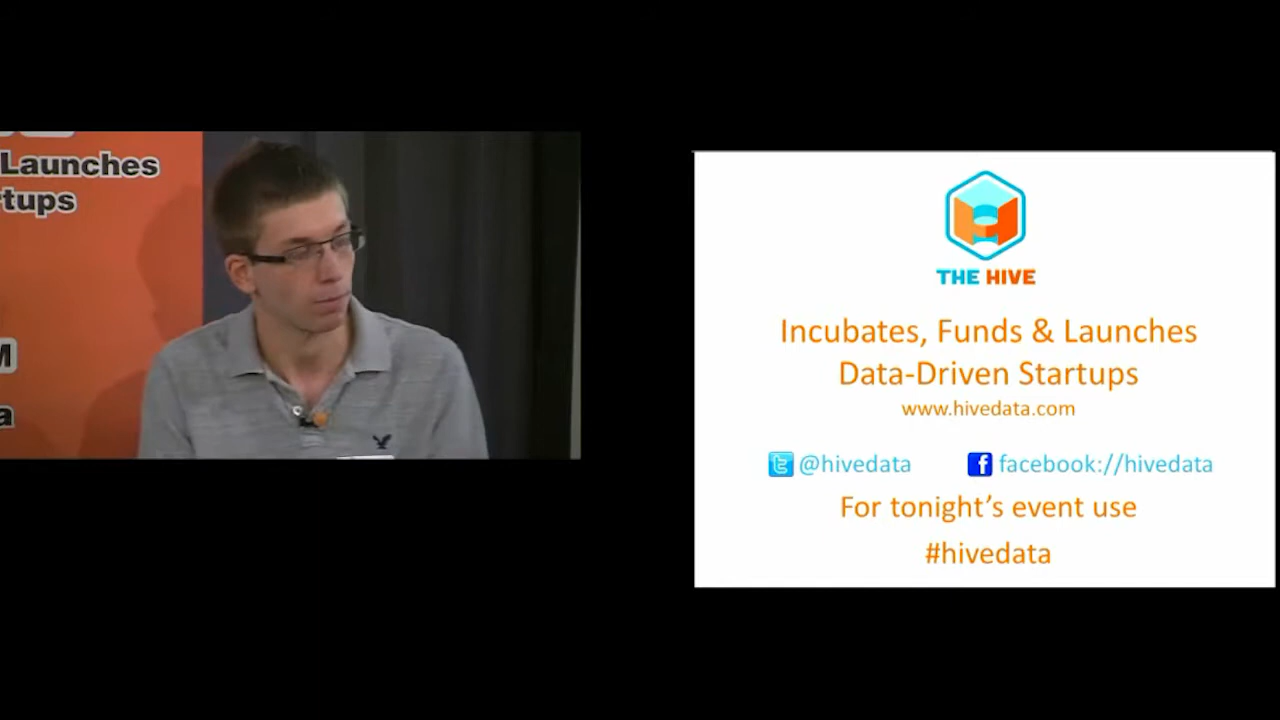 Launches
THE HIVE
Incubates, Funds & Launches
Data-Driven Startups
www.hivedata.com
@hivedata
facebook://hivedata
For tonight's event use
#hivedata